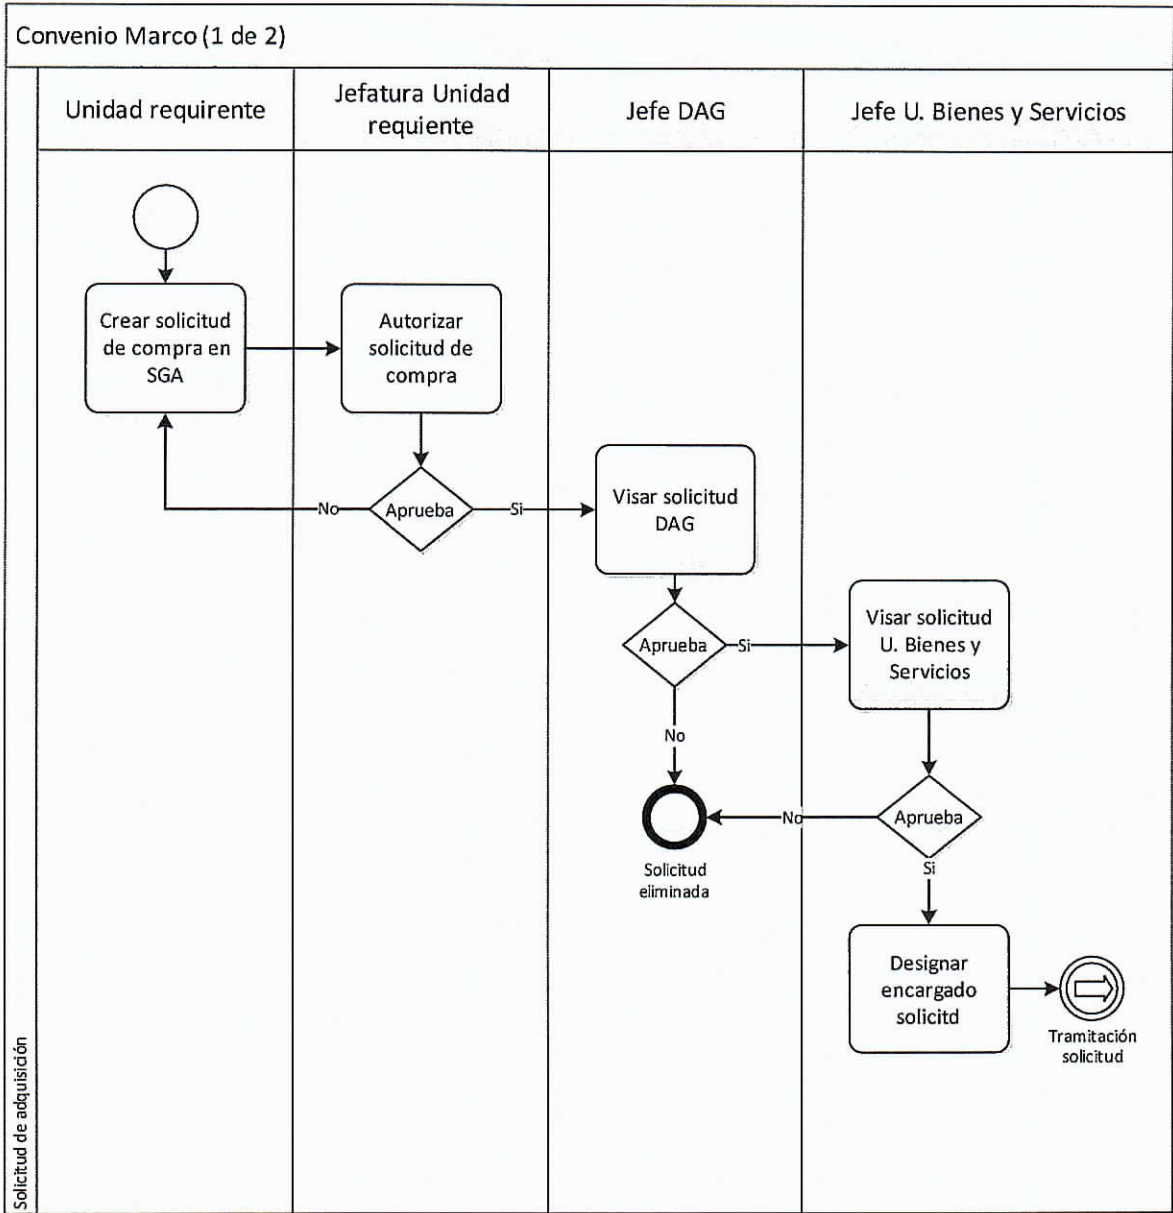 Convenio Marco (1 de 2)
Unidad requirente
Jefatura Unidad
requiente
Jefe DAG
Jefe U. Bienes y Servicios
Crear solicitud
de compra en
SGA
Autorizar
solicitud de
compra
No
Aprueba
Si
Visar solicitud
DAG
Aprueba
Si
Visar solicitud
U. Bienes y
Servicios
No
Solicitud
eliminada
No
Aprueba
Si
Designar
encargado
solicitd
Tramitación
solicitud
Solicitud de adquisición